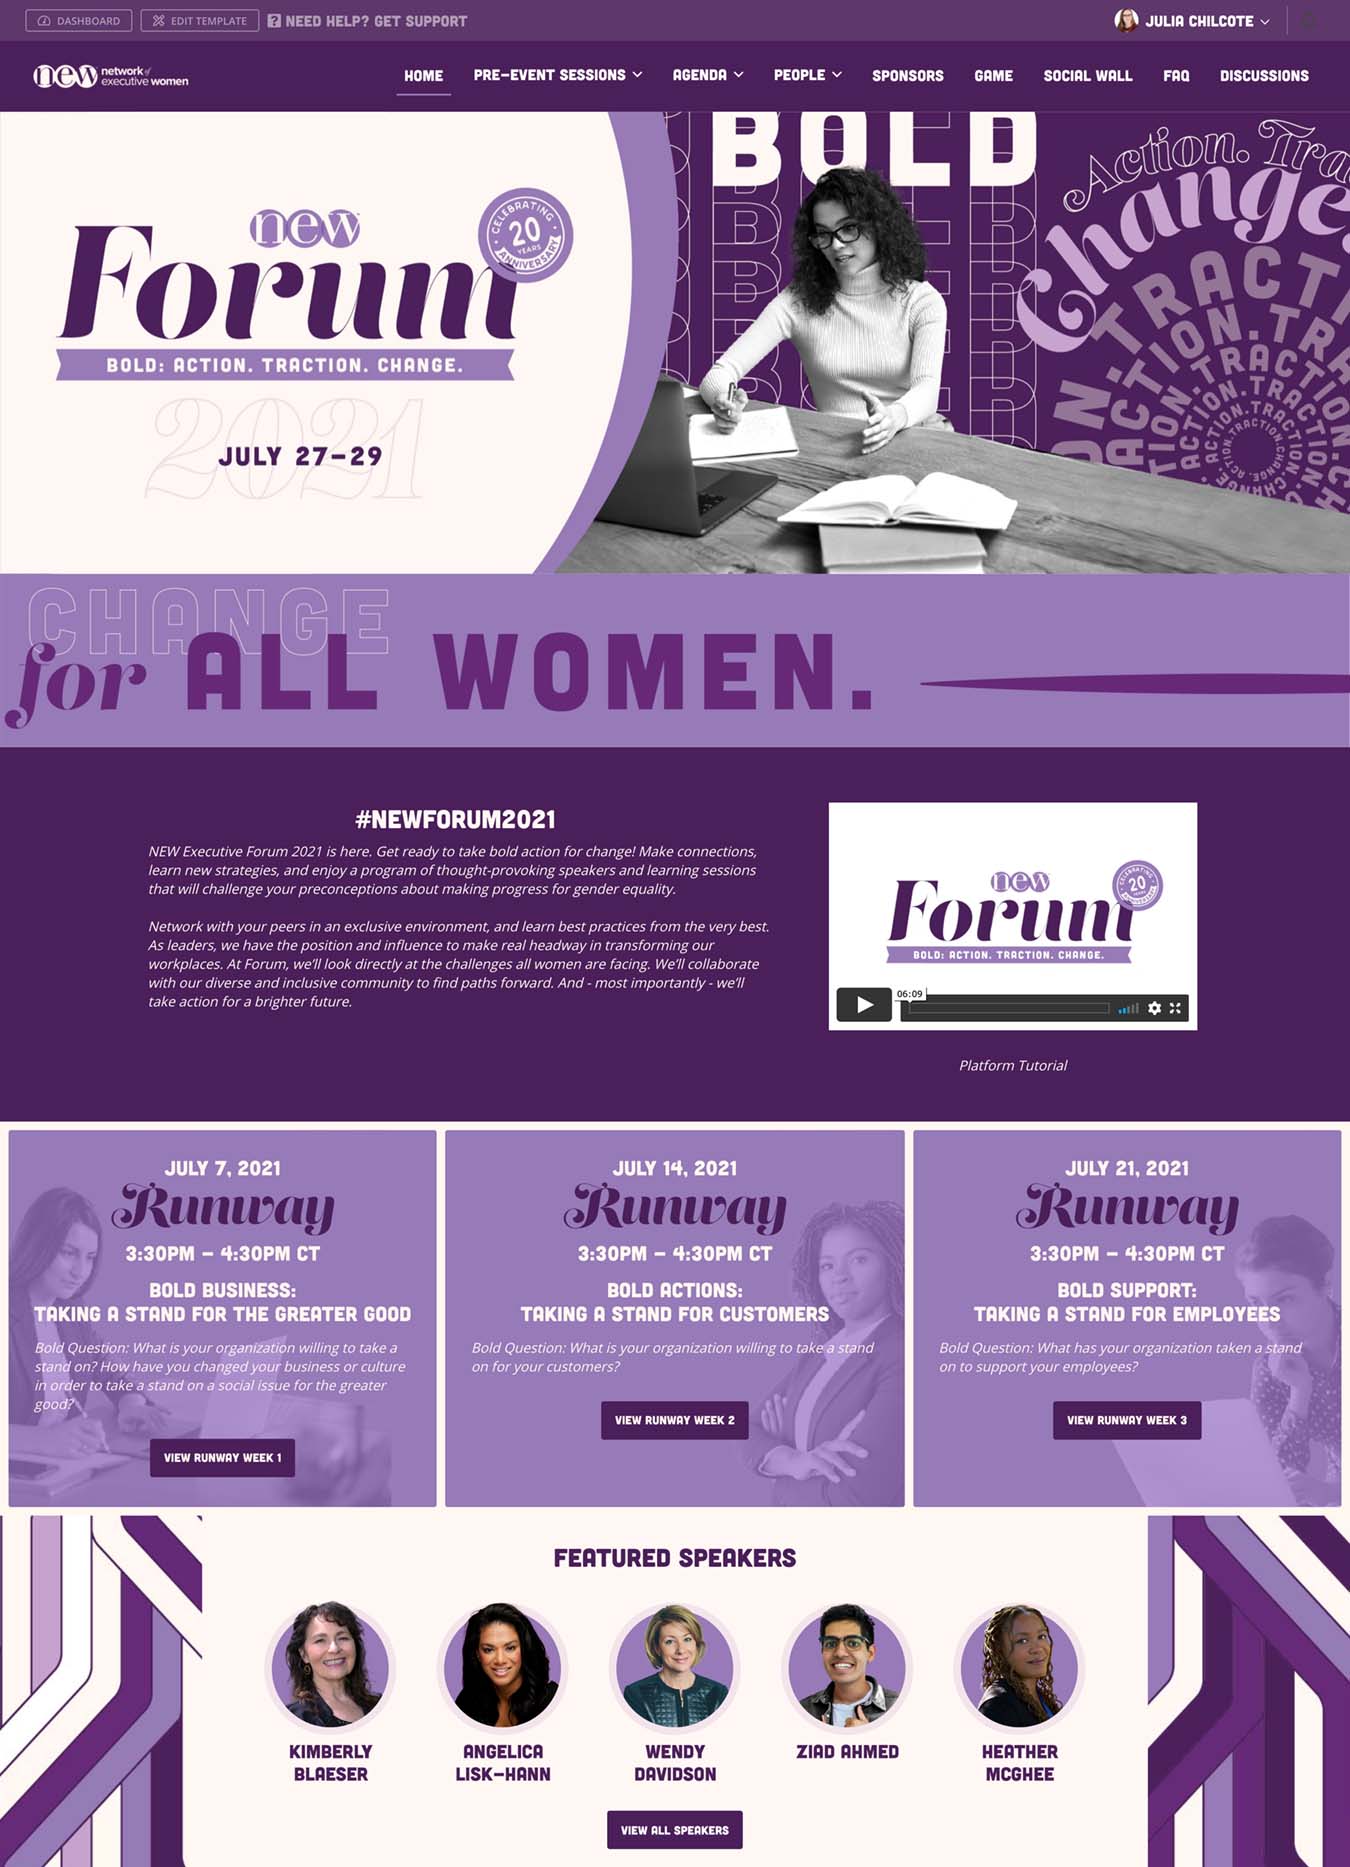 DASHBOARD
EDIT TEMPLATE
NEED HELP? GET SUPPORT
JULIA CHILCOTE
new network of
executive women
HOME
PRE-EVENT SESSIONS
AGENDA
PEOPLE
SPONSORS
GAME
SOCIAL WALL
FAQ
DISCUSSIONS
new
CELEBRATING
20
YEARS
ANNIVERSARY
Forum
BOLD: ACTION. TRACTION. CHANGE.
2021
JULY 27-29
BOLD
Action.
Change.
TRACTI
ACTION.TRACTION.
ACTION.TRACTION.
ACTION.TRACTION.CHANGE.
CHANGE
for ALL WOMEN.
#NEWFORUM2021
NEW Executive Forum 2021 is here. Get ready to take bold action for change! Make connections,
learn new strategies, and enjoy a program of thought-provoking speakers and learning sessions
that will challenge your preconceptions about making progress for gender equality.
Network with your peers in an exclusive environment, and learn best practices from the very best.
As leaders, we have the position and influence to make real headway in transforming our
workplaces. At Forum, we'll look directly at the challenges all women are facing. We'll collaborate
with our diverse and inclusive community to find paths forward. And - most importantly - we'll
take action for a brighter future.
new
CELEBRATING
20
YEARS
ANNIVERSARY
Forum
BOLD: ACTION. TRACTION. CHANGE.
06:09
Platform Tutorial
JULY 7, 2021
Runway
3:30PM - 4:30PM CT
BOLD BUSINESS:
TAKING A STAND FOR THE GREATER GOOD
Bold Question: What is your organization willing to take a
stand on? How have you changed your business or culture
in order to take a stand on a social issue for the greater
good?
VIEW RUNWAY WEEK 1
JULY 14, 2021
Runway
3:30PM - 4:30PM CT
BOLD ACTIONS:
TAKING A STAND FOR CUSTOMERS
Bold Question: What is your organization willing to take a stand
on for your customers?
VIEW RUNWAY WEEK 2
JULY 21, 2021
Runway
3:30PM - 4:30PM CT
BOLD SUPPORT:
TAKING A STAND FOR EMPLOYEES
Bold Question: What has your organization taken a stand
on to support your employees?
VIEW RUNWAY WEEK 3
FEATURED SPEAKERS
KIMBERLY
BLAESER
ANGELICA
LISK-HANN
WENDY
DAVIDSON
ZIAD AHMED
HEATHER
MCGHEE
VIEW ALL SPEAKERS